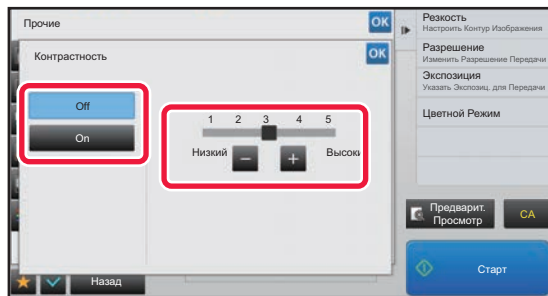 Прочие
OK
Контрастность
OK
Off
On
1 2 3 4 5
Низкий
Высоки
Назад
Резкость
Настроить Контур Изображения
Разрешение
Изменить Разрешение Передачи
Экспозиция
Указать Экспозиц. для Передачи
Цветной Режим
Предварит.
Просмотр
CA
Старт